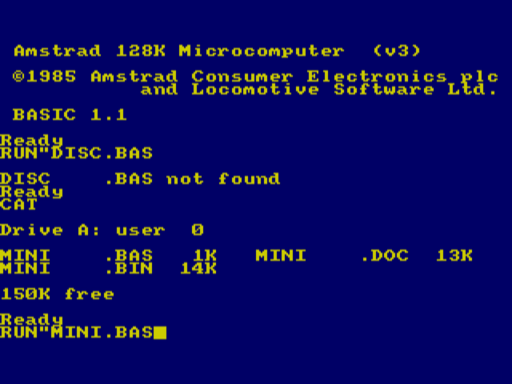 Amstrad 128K Microcomputer  (v3)
©1985 Amstrad Consumer Electronics plc
and Locomotive Software Ltd.
BASIC 1.1
Ready
RUN"DISC.BAS
DISC    .BAS not found
Ready
CAT
Drive A: user  0
MINI    .BAS   1K   MINI    .DOC  13K
MINI    .BIN  14K
150K free
Ready
RUN"MINI.BAS